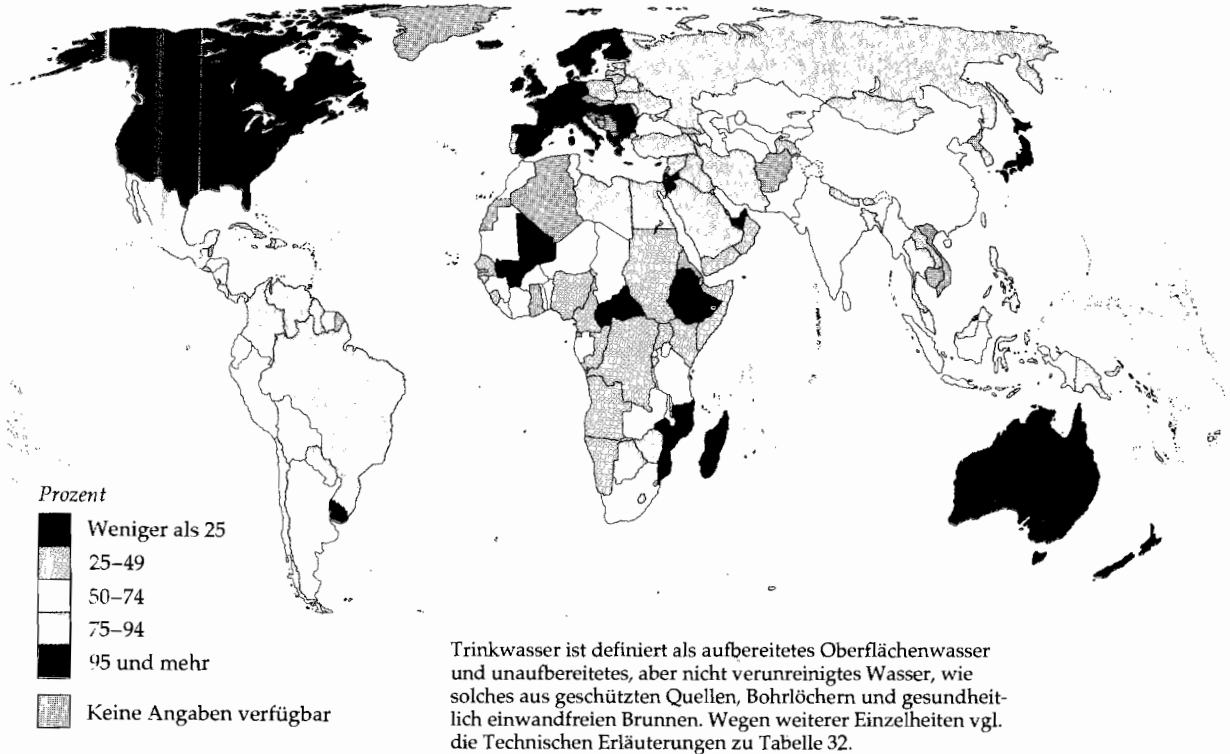 Prozent
Weniger als 25
25–49
50–74
75–94
95 und mehr
Keine Angaben verfügbar
Trinkwasser ist definiert als aufbereitetes Oberflächenwasser
und unaufbereitetes, aber nicht verunreinigtes Wasser, wie
solches aus geschützten Quellen, Bohrlöchern und gesundheit-
lich einwandfreien Brunnen. Wegen weiterer Einzelheiten vgl.
die Technischen Erläuterungen zu Tabelle 32.